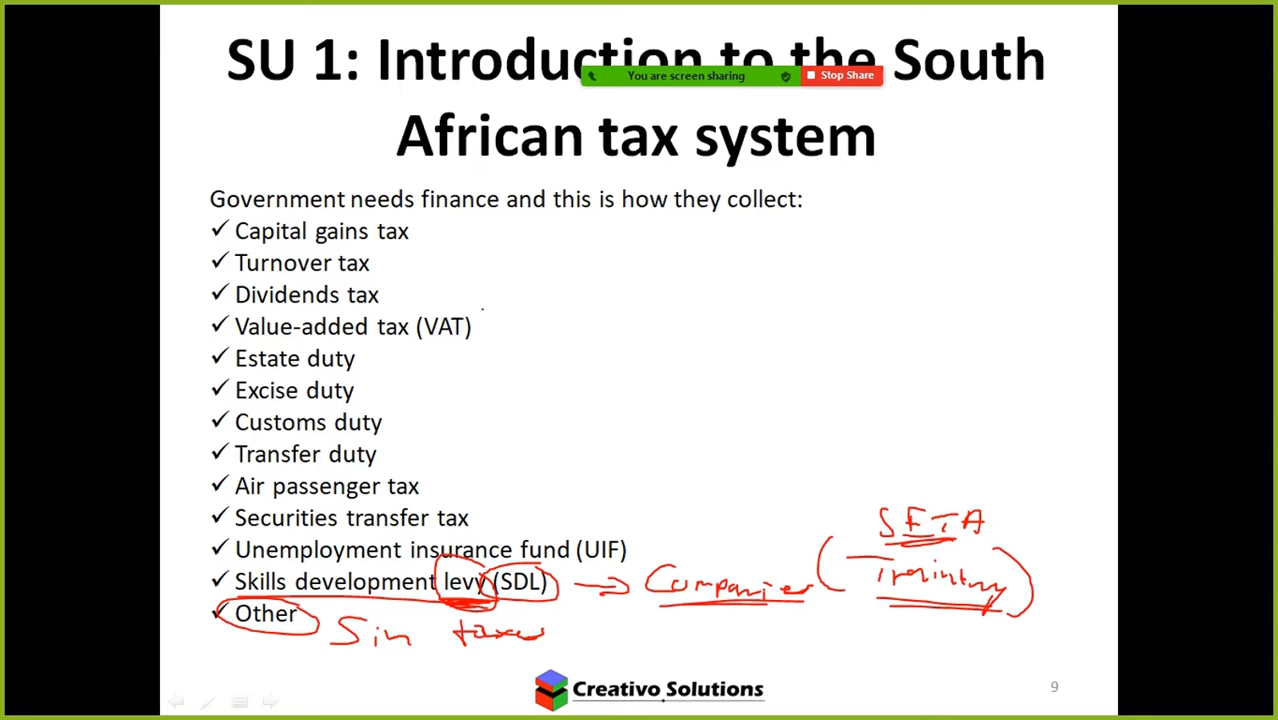 SU 1: Introduction to the South
You are screen sharing
Stop Share
African tax system
Government needs finance and this is how they collect:
✓ Capital gains tax
✓ Turnover tax
✓ Dividends tax
✓ Value-added tax (VAT)
✓ Estate duty
✓ Excise duty
✓ Customs duty
✓ Transfer duty
✓ Air passenger tax
✓ Securities transfer tax
SETA
✓ Unemployment insurance fund (UIF)
✓ Skills development levy (SDL) → Companies (Training)
✓ Other Sin taxes
Creativo Solutions
9